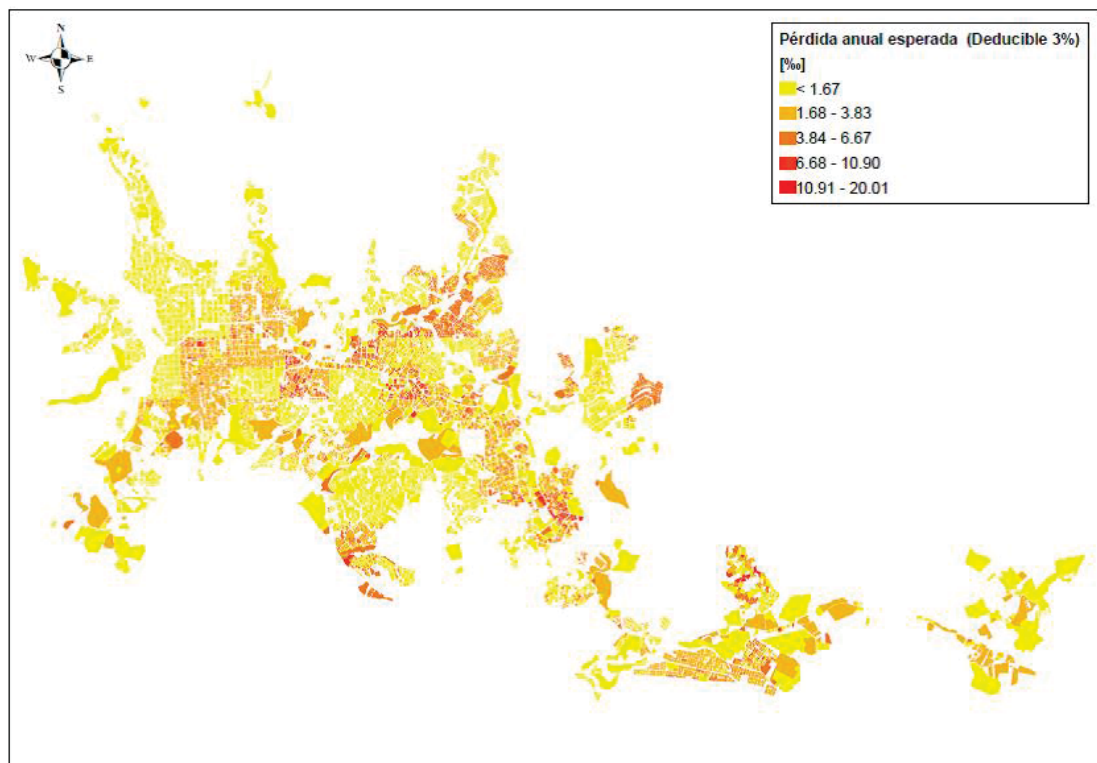 N
W E
S
Pérdida anual esperada (Deducible 3%)
[‰]
< 1.67
1.68 - 3.83
3.84 - 6.67
6.68 - 10.90
10.91 - 20.01